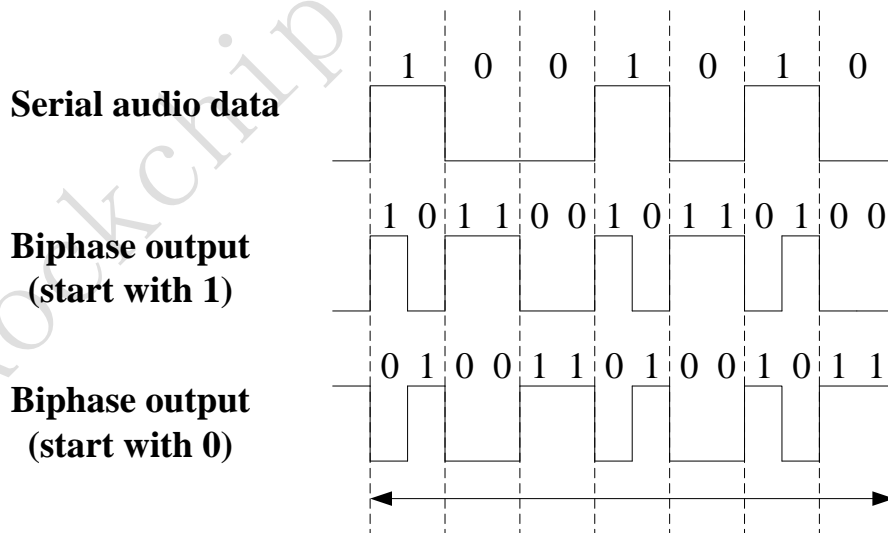 1 0 0 1 0 1 0
Serial audio data
1 0 1 1 0 0 1 0 1 1 0 1 0 0
Biphase output
(start with 1)
0 1 0 0 1 1 0 1 0 0 1 0 1 1
Biphase output
(start with 0)
ockchip